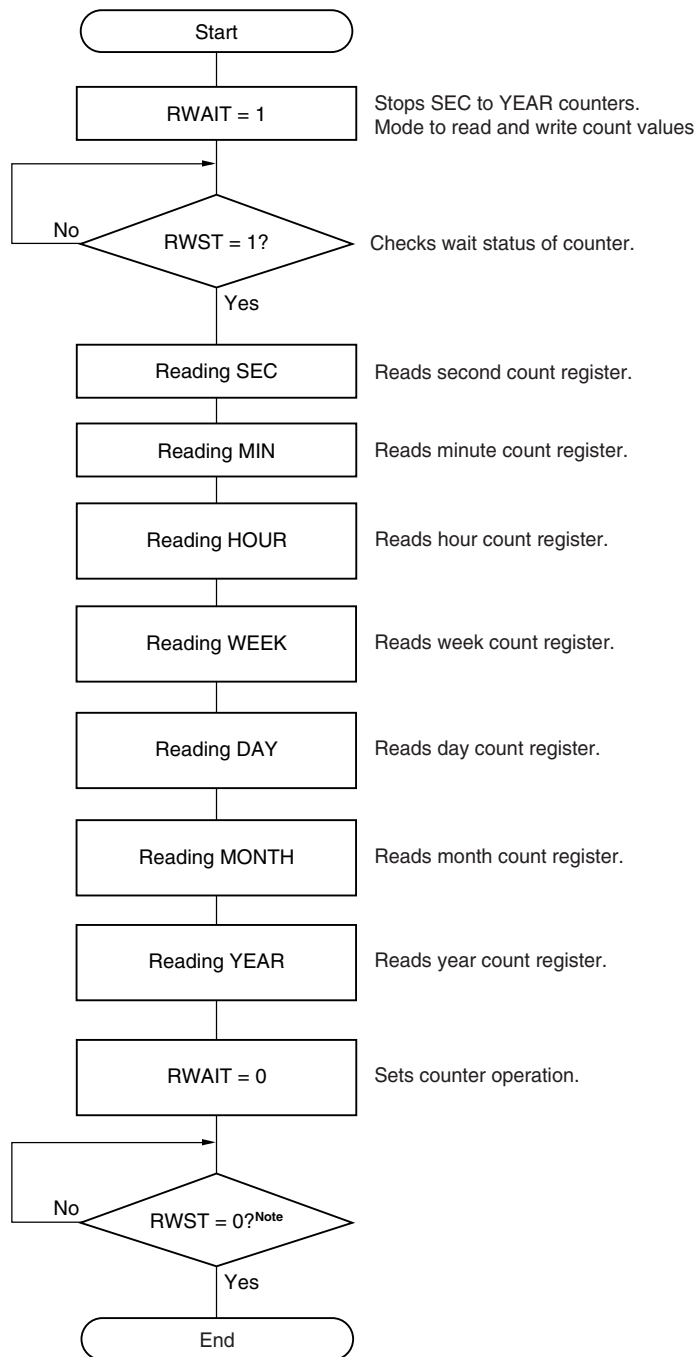 Start
RWAIT = 1
Stops SEC to YEAR counters.
Mode to read and write count values
No
RWST = 1?
Checks wait status of counter.
Yes
Reading SEC
Reads second count register.
Reading MIN
Reads minute count register.
Reading HOUR
Reads hour count register.
Reading WEEK
Reads week count register.
Reading DAY
Reads day count register.
Reading MONTH
Reads month count register.
Reading YEAR
Reads year count register.
RWAIT = 0
Sets counter operation.
No
RWST = 0?Note
Yes
End